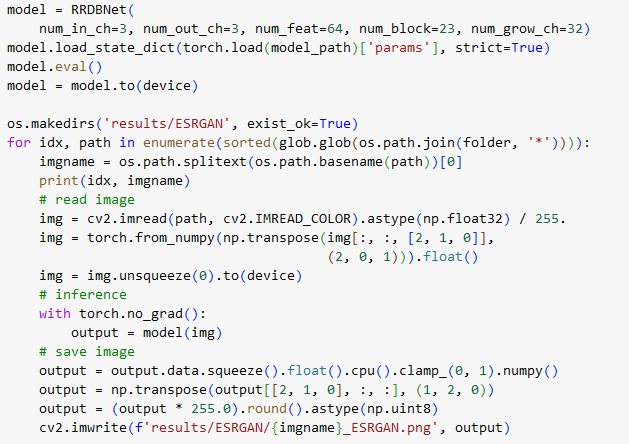 model = RRDBNet(
    num_in_ch=3, num_out_ch=3, num_feat=64, num_block=23, num_grow_ch=32)
model.load_state_dict(torch.load(model_path)['params'], strict=True)
model.eval()
model = model.to(device)

os.makedirs('results/ESRGAN', exist_ok=True)
for idx, path in enumerate(sorted(glob.glob(os.path.join(folder, '*')))):
    imgname = os.path.splitext(os.path.basename(path))[0]
    print(idx, imgname)
    # read image
    img = cv2.imread(path, cv2.IMREAD_COLOR).astype(np.float32) / 255.
    img = torch.from_numpy(np.transpose(img[:, :, [2, 1, 0]],
                                        (2, 0, 1))).float()
    img = img.unsqueeze(0).to(device)
    # inference
    with torch.no_grad():
        output = model(img)
    # save image
    output = output.data.squeeze().float().cpu().clamp_(0, 1).numpy()
    output = np.transpose(output[[2, 1, 0], :, :], (1, 2, 0))
    output = (output * 255.0).round().astype(np.uint8)
    cv2.imwrite(f'results/ESRGAN/{imgname}_ESRGAN.png', output)